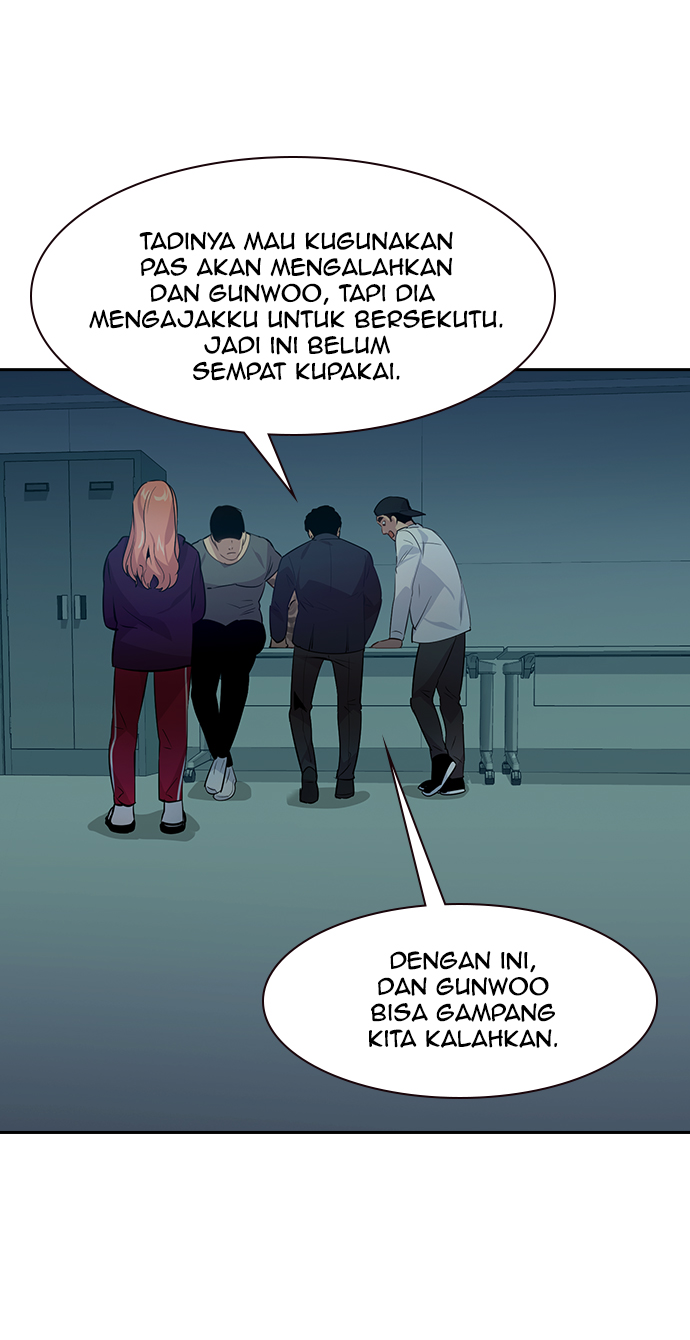 TADINYA MAU KUGUNAKAN
PAS AKAN MENGALAHKAN
DAN GUNWOO, TAPI DIA
MENGAJAKKU UNTUK BERSEKUTU.
JADI INI BELUM
SEMPAT KUPAKAI.
DENGAN INI,
DAN GUNWOO
BISA GAMPANG
KITA KALAHKAN.